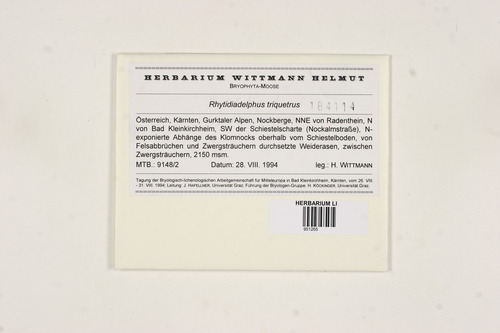 HERBARIUM WITTMANN HELMUT
BRYOPHYTA-MOOSE
Rhytidiadelphus triquetrus 184114
Österreich, Kärnten, Gurktaler Alpen, Nockberge, NNE von Radenthein, N
von Bad Kleinkirchheim, SW der Schiestelscharte (Nockalmstraße), N-
exponierte Abhänge des Klomnocks oberhalb vom Schiestelboden, von
Felsabbrüchen und Zwergsträuchern durchsetzte Weiderasen, zwischen
Zwergsträuchern, 2150 msm.
MTB.: 9148/2 Datum: 28. VIII. 1994 leg.: H. WITTMANN
Tagung der Bryologisch-lichenologischen Arbeitsgemeinschaft für Mitteleuropa in Bad Kleinkirchheim, Kärnten, vom 26. VIII.
- 31. VIII. 1994; Leitung: J. HAFELLNER, Universität Graz. Führung der Bryologen-Gruppe: H. KÖCKINGER, Universität Graz.
HERBARIUM LI
951265